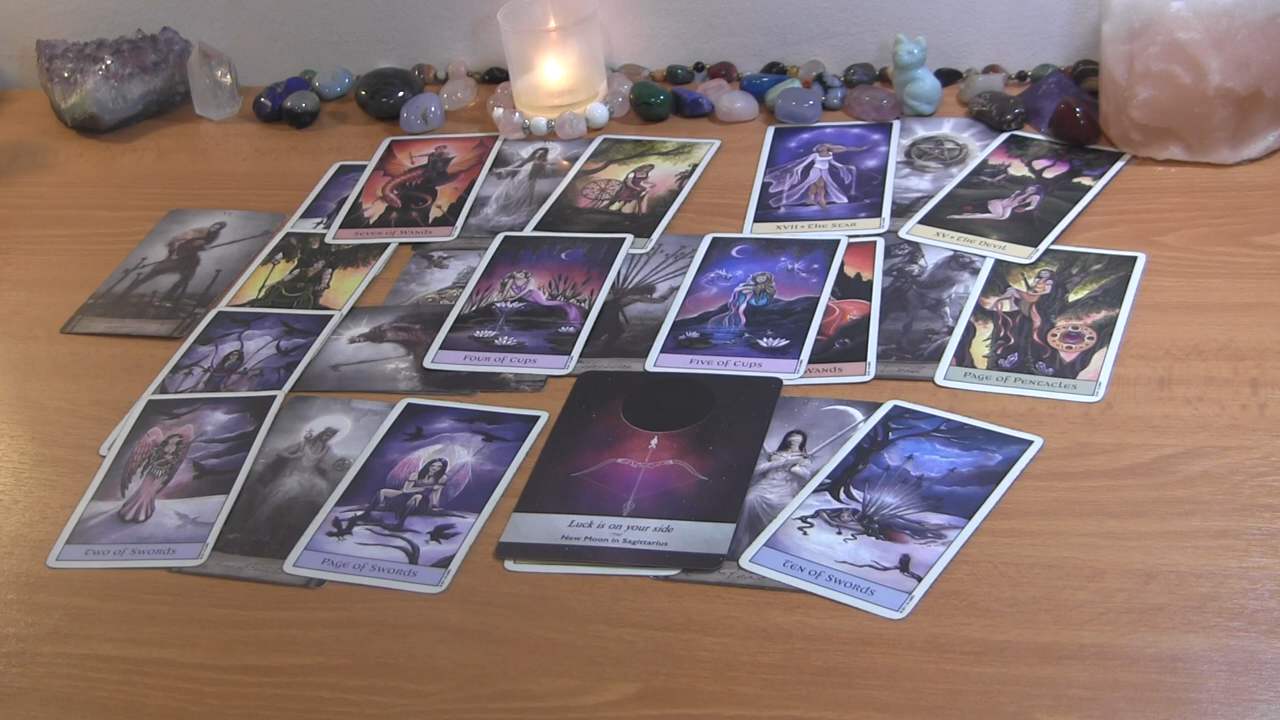 SEVEN OF WANDS
XVII • THE STAR
XV • THE DEVIL
FOUR OF CUPS
FIVE OF CUPS
WANDS
PAGE OF PENTACLES
TWO OF SWORDS
PAGE OF SWORDS
Luck is on your side
New Moon in Sagittarius
TEN OF SWORDS